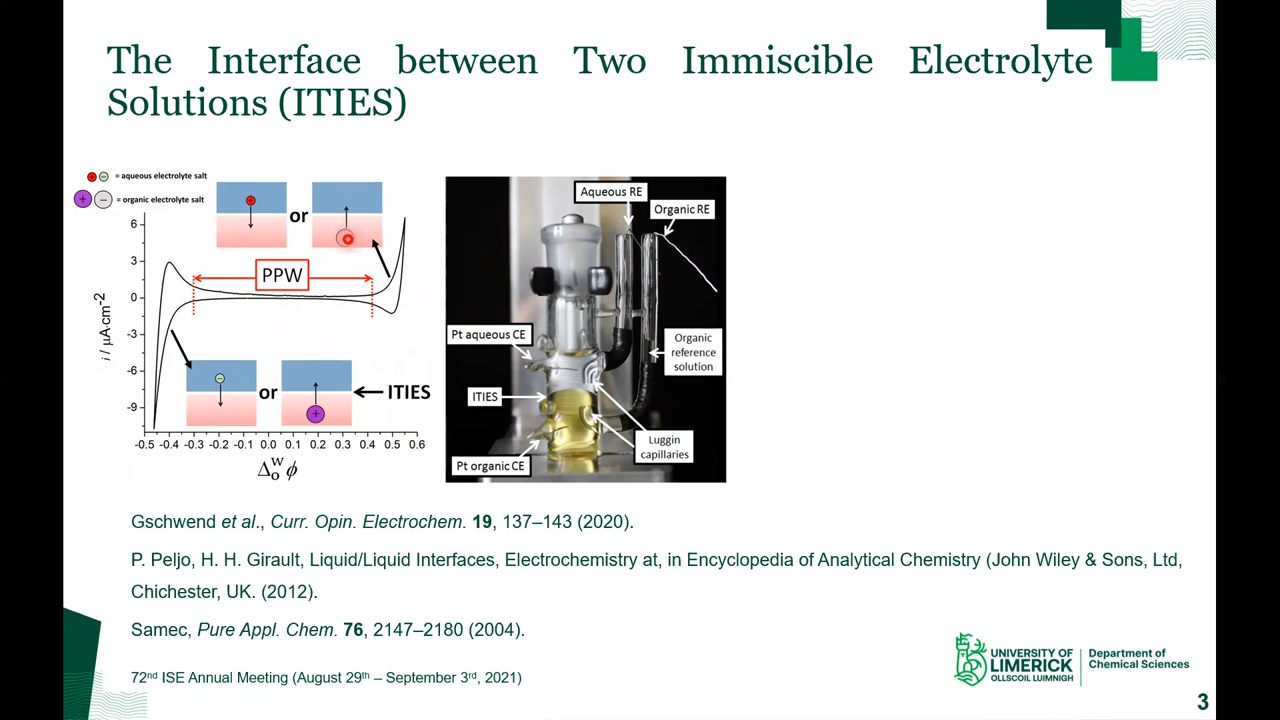 The Interface between Two Immiscible Electrolyte
Solutions (ITIES)
+ − = aqueous electrolyte salt
+ − = organic electrolyte salt
+
or
PPW
6
3
0
-3
-6
-9
i / μA·cm-2
−
or
+
ITIES
-0.5 -0.4 -0.3 -0.2 -0.1 0.0 0.1 0.2 0.3 0.4 0.5 0.6
Δwoϕ
Aqueous RE
Organic RE
Pt aqueous CE
Organic
reference
solution
ITIES
Luggin
capillaries
Pt organic CE
Gschwend et al., Curr. Opin. Electrochem. 19, 137–143 (2020).
P. Peljo, H. H. Girault, Liquid/Liquid Interfaces, Electrochemistry at, in Encyclopedia of Analytical Chemistry (John Wiley & Sons, Ltd,
Chichester, UK. (2012).
Samec, Pure Appl. Chem. 76, 2147–2180 (2004).
72nd ISE Annual Meeting (August 29th – September 3rd, 2021)
UNIVERSITY OF
LIMERICK
OLLSCOIL LUIMNIGH
Department of
Chemical Sciences
3